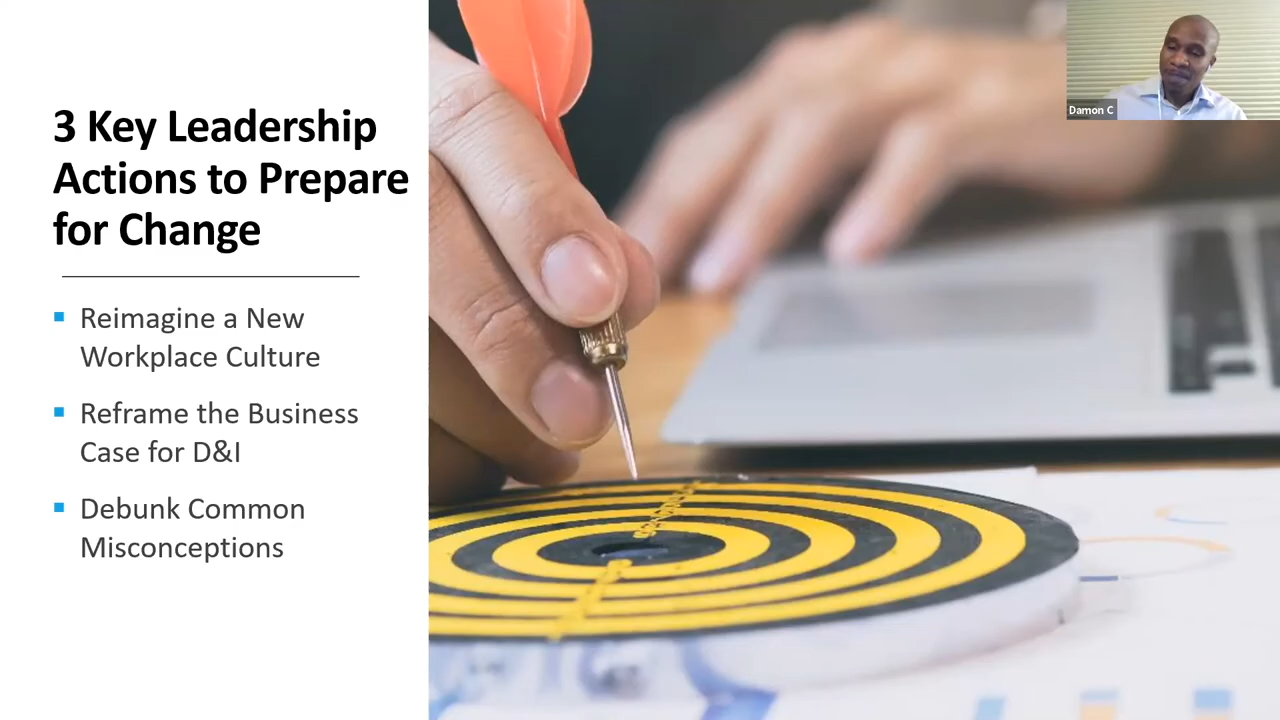 3 Key Leadership
Actions to Prepare
for Change
Reimagine a New
Workplace Culture
Reframe the Business
Case for D&I
Debunk Common
Misconceptions
Damon C